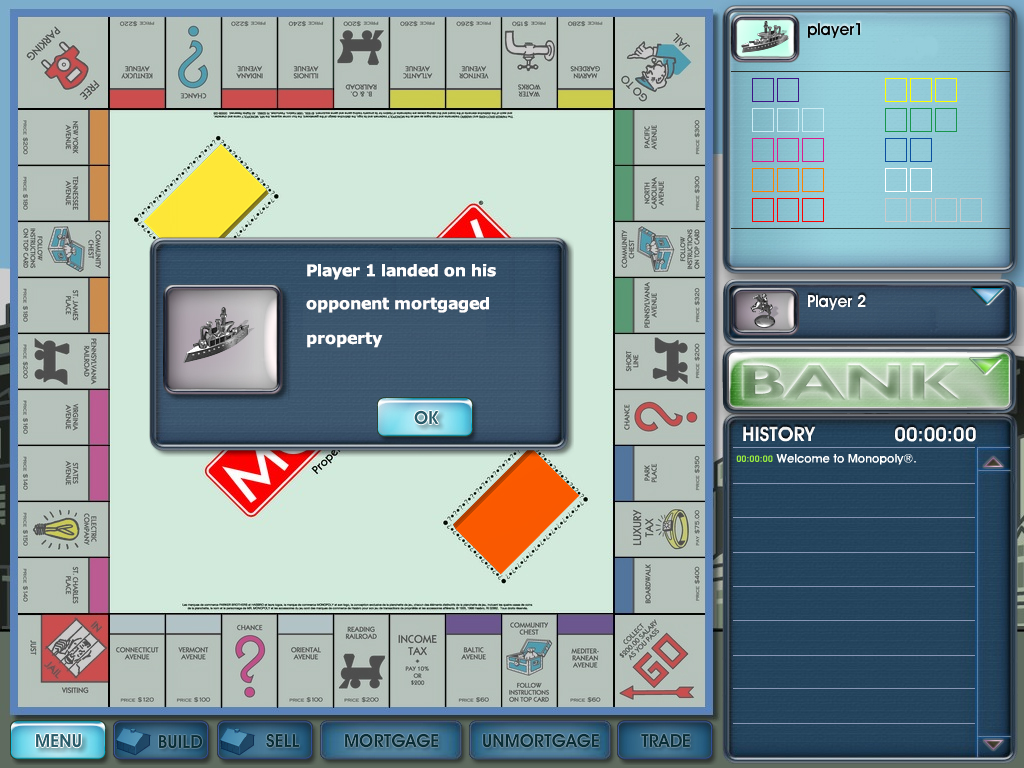 FREE
PARKING
PRICE $220
KENTUCKY
AVENUE
CHANCE
PRICE $220
INDIANA
AVENUE
PRICE $240
ILLINOIS
AVENUE
PRICE $200
B. & O.
RAILROAD
PRICE $260
ATLANTIC
AVENUE
PRICE $260
VENTNOR
AVENUE
PRICE $150
WATER
WORKS
PRICE $280
MARVIN
GARDENS
GO TO
JAIL
NEW YORK
AVENUE
PRICE $200
TENNESSEE
AVENUE
PRICE $180
COMMUNITY
CHEST
FOLLOW
INSTRUCTIONS
ON TOP CARD
ST. JAMES
PLACE
PRICE $180
PENNSYLVANIA
RAILROAD
PRICE $200
VIRGINIA
AVENUE
PRICE $160
STATES
AVENUE
PRICE $140
ELECTRIC
COMPANY
PRICE $150
ST. CHARLES
PLACE
PRICE $140
PACIFIC
AVENUE
PRICE $300
NORTH
CAROLINA
AVENUE
PRICE $300
COMMUNITY
CHEST
FOLLOW
INSTRUCTIONS
ON TOP CARD
PENNSYLVANIA
AVENUE
PRICE $320
SHORT
LINE
PRICE $200
CHANCE
PARK
PLACE
PRICE $350
LUXURY
TAX
PAY $75.00
BOARDWALK
PRICE $400
Player 1 landed on his
opponent mortgaged
property
OK
MO
Prope
JUST
IN
JAIL
VISITING
CONNECTICUT
AVENUE
PRICE $120
VERMONT
AVENUE
PRICE $100
CHANCE
ORIENTAL
AVENUE
PRICE $100
READING
RAILROAD
PRICE $200
INCOME
TAX
PAY 10%
OR
$200
BALTIC
AVENUE
PRICE $60
COMMUNITY
CHEST
FOLLOW
INSTRUCTIONS
ON TOP CARD
MEDITER-
RANEAN
AVENUE
PRICE $60
COLLECT
$200.00 SALARY
AS YOU PASS
GO
player1
Player 2
BANK
HISTORY 00:00:00
00:00:00 Welcome to Monopoly®.
MENU
BUILD
SELL
MORTGAGE
UNMORTGAGE
TRADE